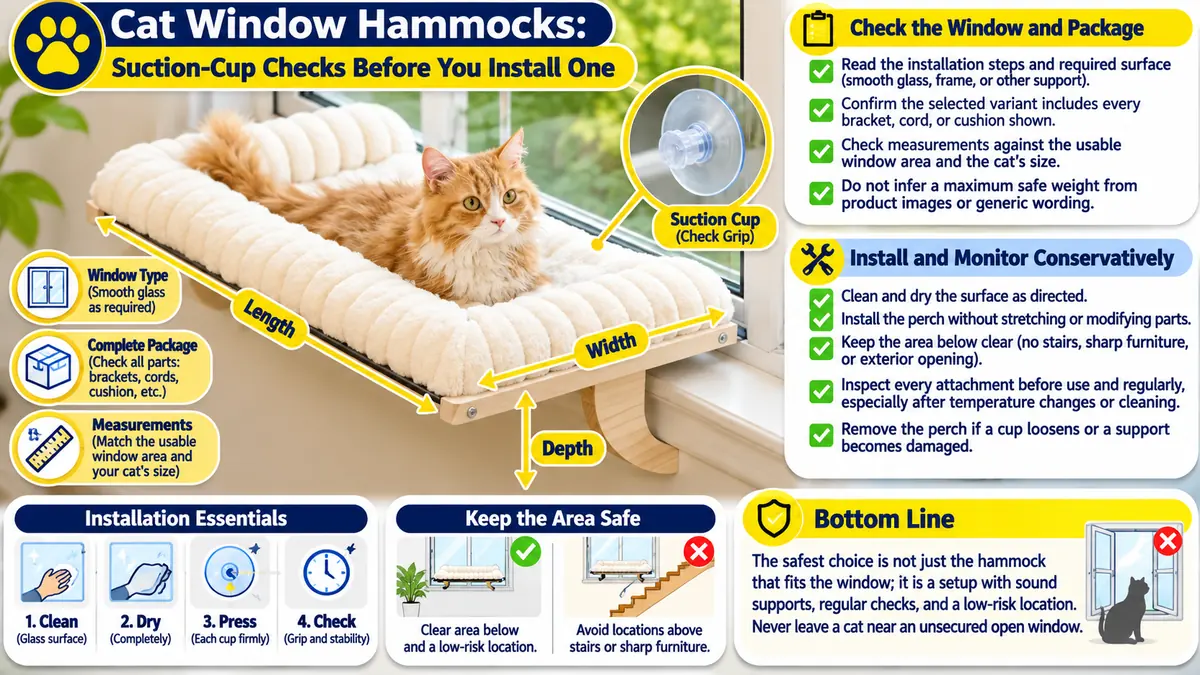 Cat Window Hammocks:
Suction-Cup Checks Before You Install One
Suction Cup
(Check Grip)
Window Type
(Smooth glass
as required)
Complete Package
(Check all parts:
brackets, cords,
cushion, etc.)
Measurements
(Match the usable
window area and
your cat's size)
Length
Width
Depth
Check the Window and Package
Read the installation steps and required surface
(smooth glass, frame, or other support).
Confirm the selected variant includes every
bracket, cord, or cushion shown.
Check measurements against the usable
window area and the cat's size.
Do not infer a maximum safe weight from
product images or generic wording.
Install and Monitor Conservatively
Clean and dry the surface as directed.
Install the perch without stretching or modifying parts.
Keep the area below clear (no stairs, sharp furniture,
or exterior opening).
Inspect every attachment before use and regularly,
especially after temperature changes or cleaning.
Remove the perch if a cup loosens or a support
becomes damaged.
Installation Essentials
1. Clean
(Glass surface)
2. Dry
(Completely)
3. Press
(Each cup firmly)
4. Check
(Grip and stability)
Keep the Area Safe
Clear area below
and a low-risk location.
Avoid locations above
stairs or sharp furniture.
Bottom Line
The safest choice is not just the hammock
that fits the window; it is a setup with sound
supports, regular checks, and a low-risk location.
Never leave a cat near an unsecured open window.